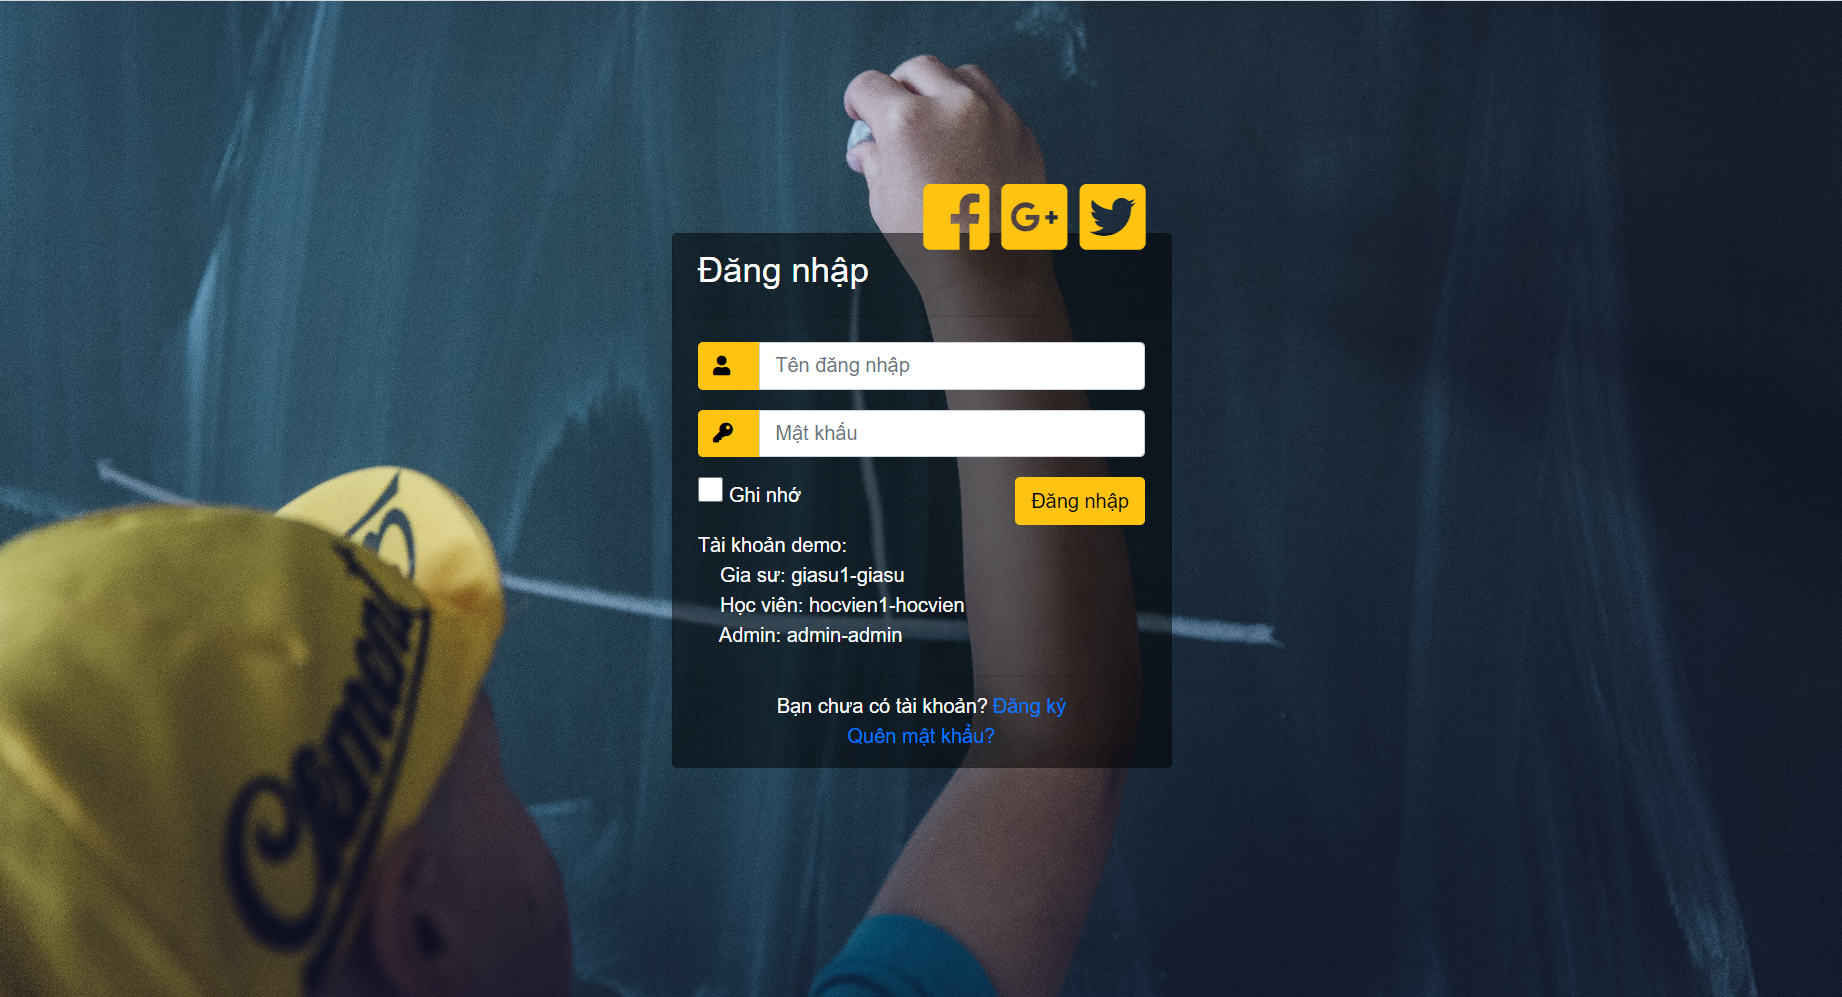 Đăng nhập
Tên đăng nhập
Mật khẩu
Ghi nhớ
Đăng nhập
Tài khoản demo:
Gia sư: giasu1-giasu
Học viên: hocvien1-hocvien
Admin: admin-admin
Bạn chưa có tài khoản? Đăng ký
Quên mật khẩu?